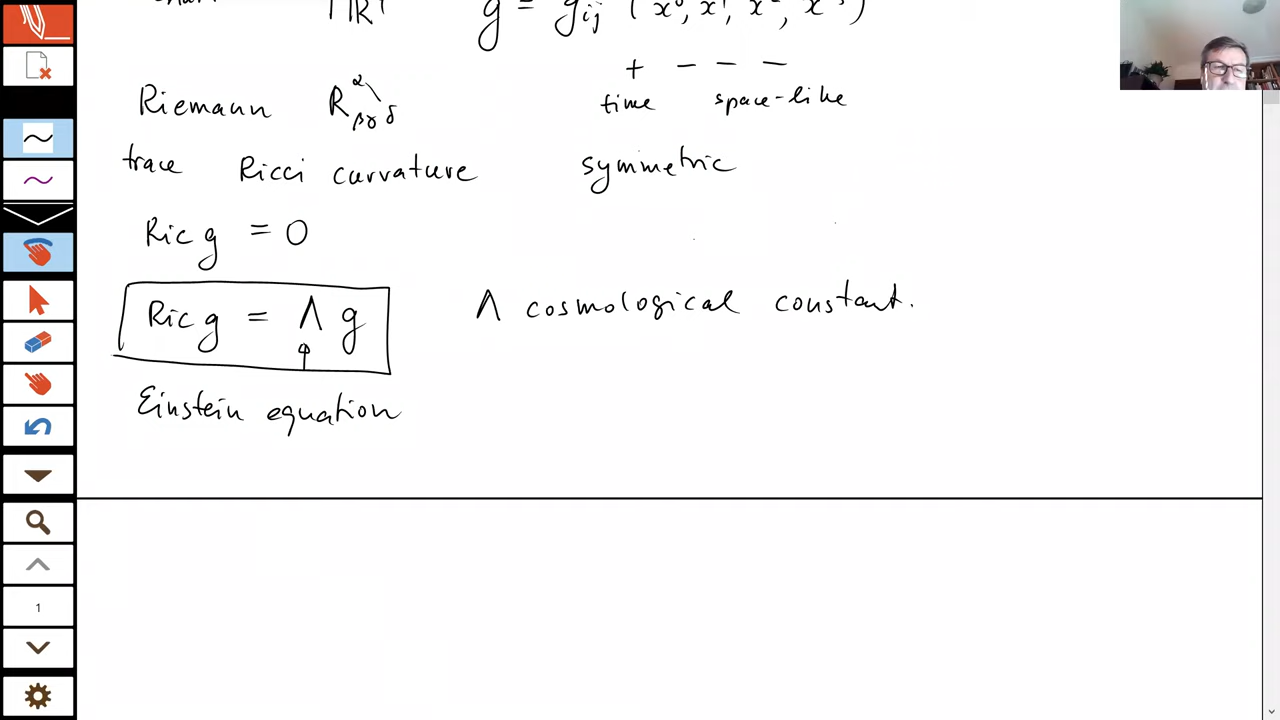 ℝ⁴ g = g_ij (x⁰, x¹, x², x³)
+ − − −
Riemann R^α_βγδ time space-like
trace Ricci curvature symmetric
Ric g = 0
Ric g = Λ g Λ cosmological constant.
Einstein equation
1